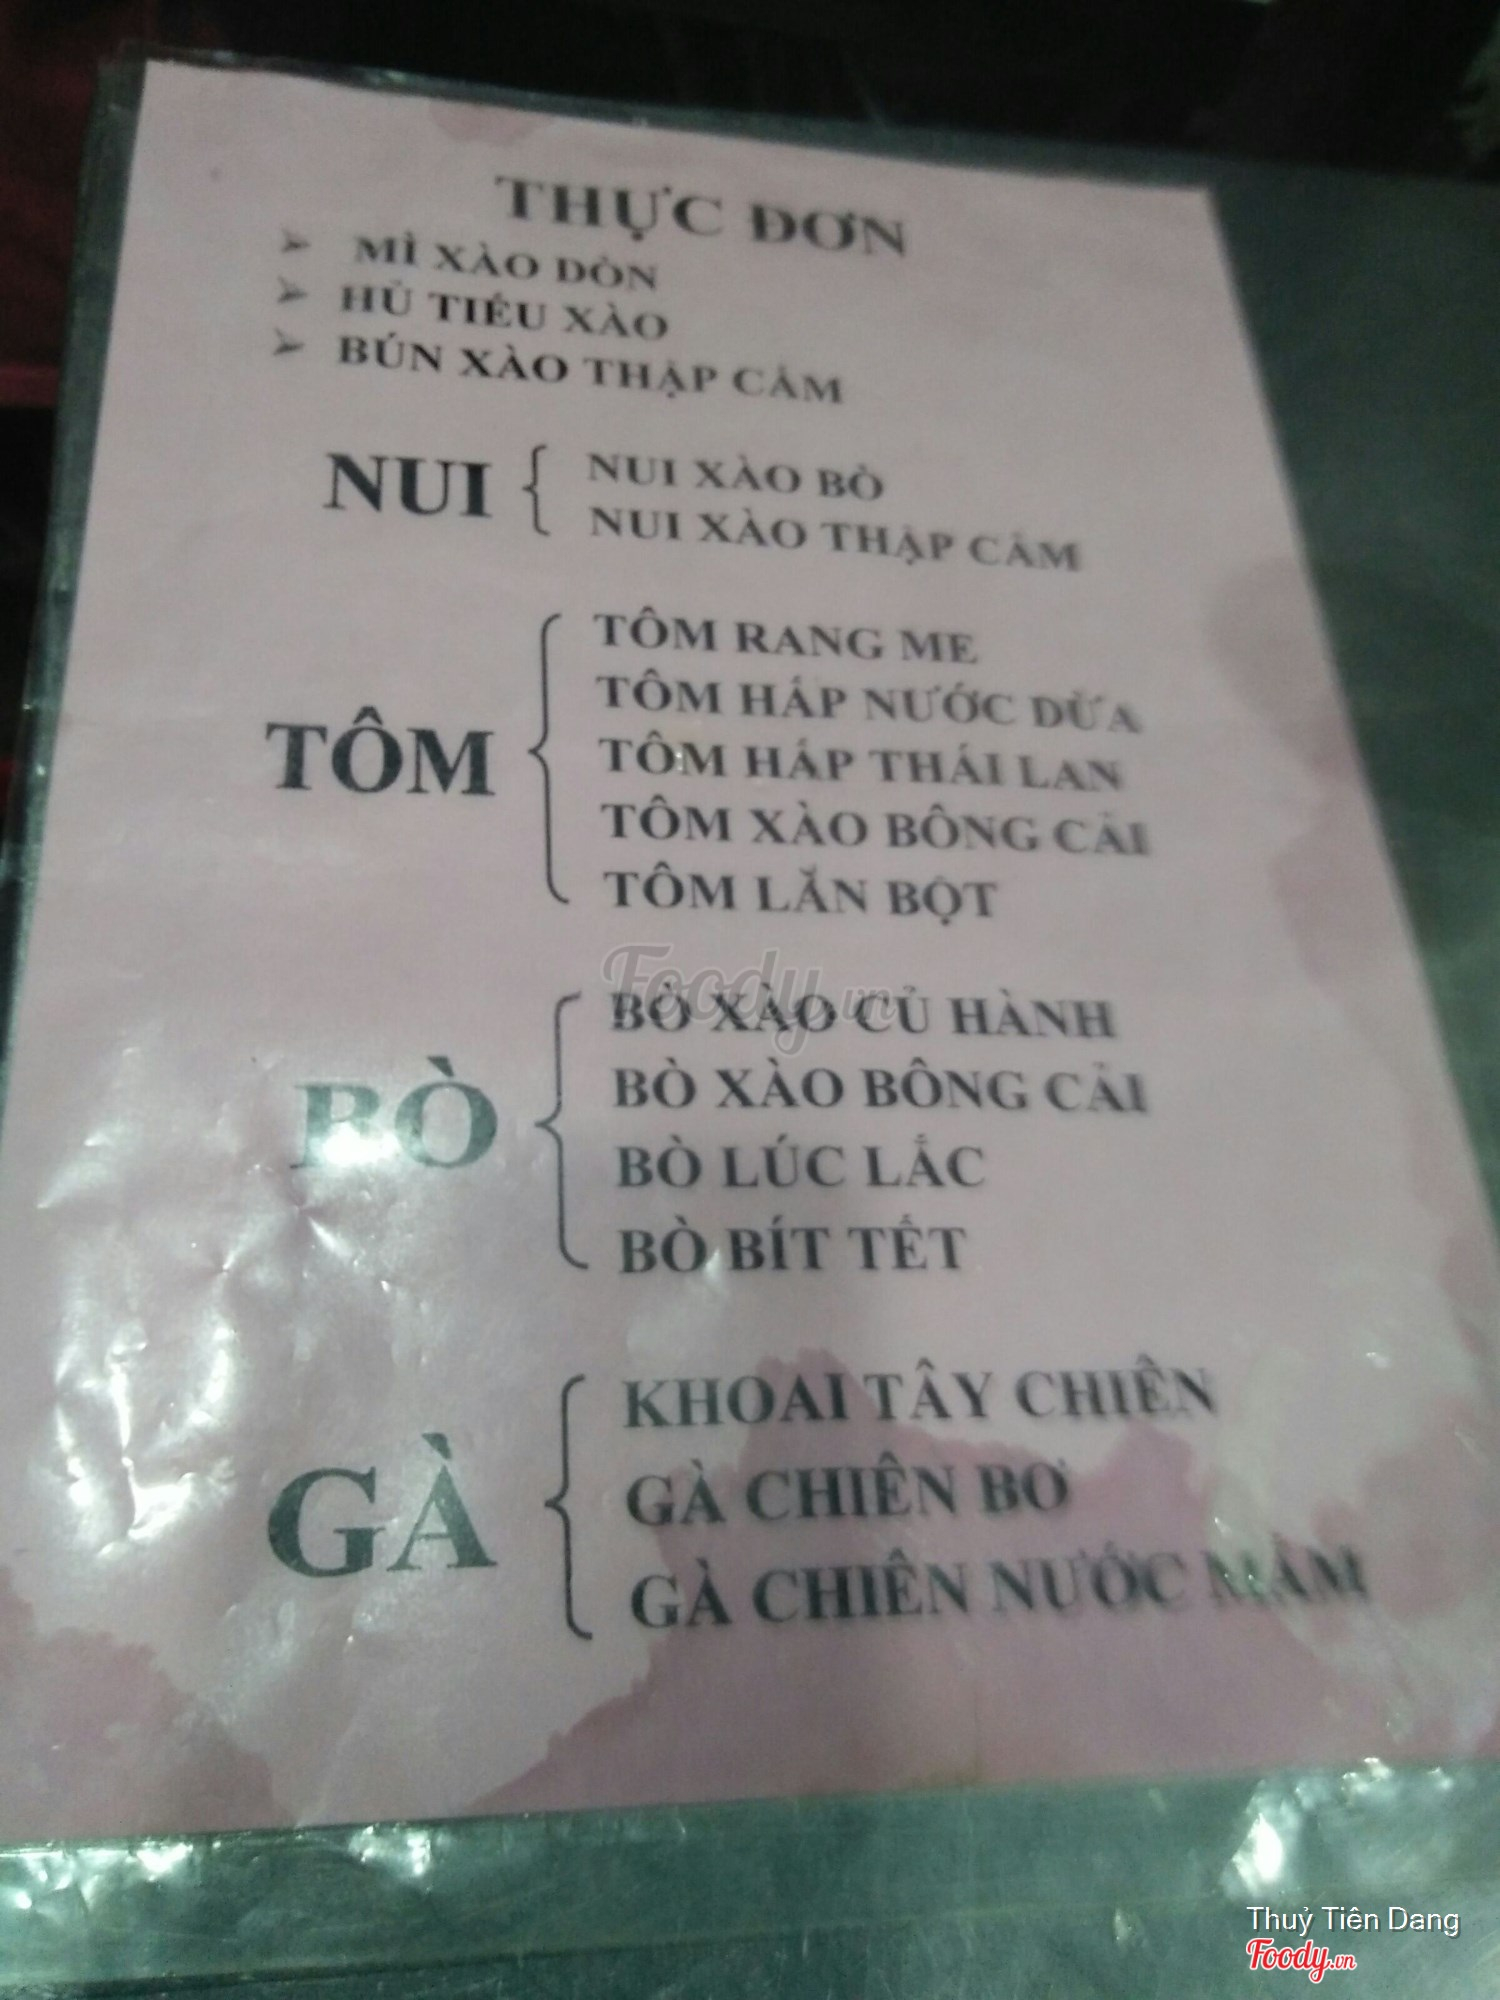 THỰC ĐƠN
➢ MÌ XÀO DÒN
➢ HỦ TIẾU XÀO
➢ BÚN XÀO THẬP CẨM
NUI
NUI XÀO BÒ
NUI XÀO THẬP CẨM
TÔM
TÔM RANG ME
TÔM HẤP NƯỚC DỪA
TÔM HẤP THÁI LAN
TÔM XÀO BÔNG CẢI
TÔM LĂN BỘT
BÒ
BÒ XÀO CỦ HÀNH
BÒ XÀO BÔNG CẢI
BÒ LÚC LẮC
BÒ BÍT TẾT
GÀ
KHOAI TÂY CHIÊN
GÀ CHIÊN BƠ
GÀ CHIÊN NƯỚC MẮM
Foody.vn
Thuỷ Tiên Dang
Foody.vn